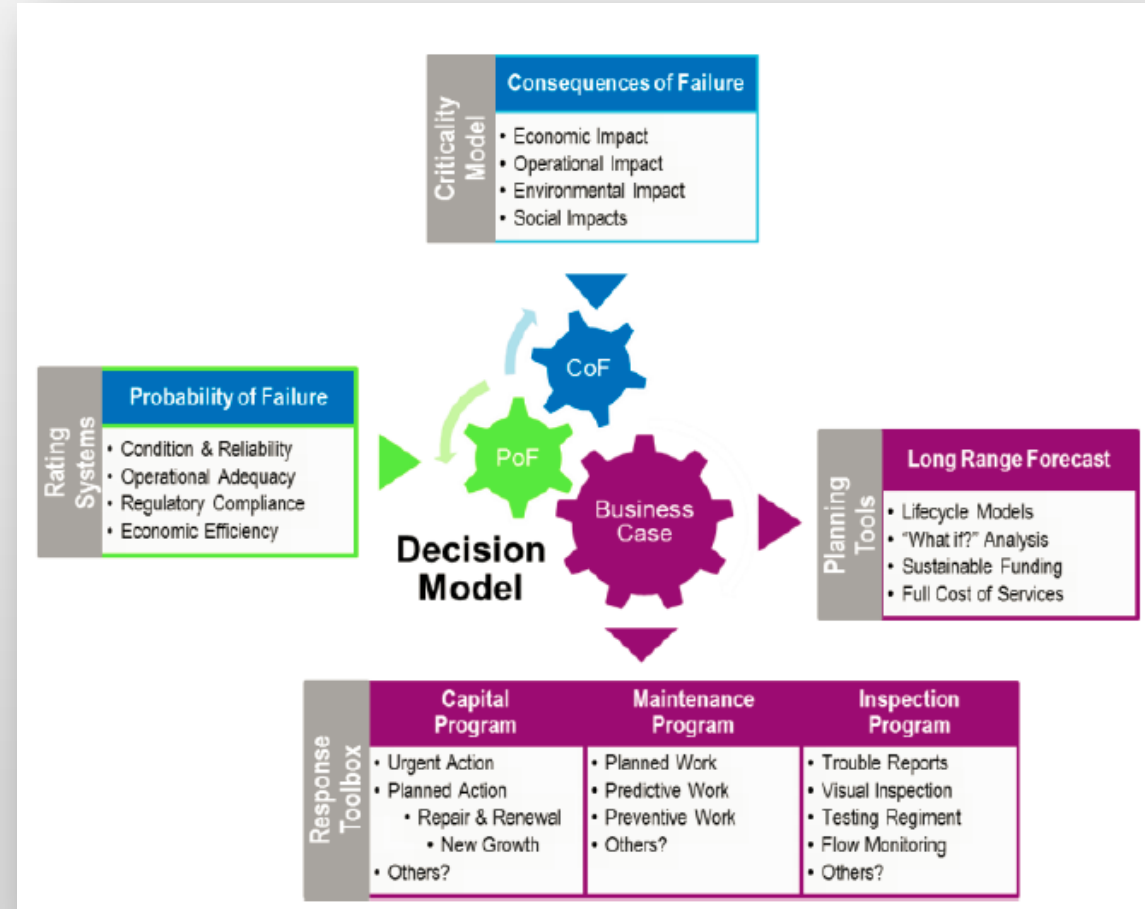 Criticality
Model
Consequences of Failure
• Economic Impact
• Operational Impact
• Environmental Impact
• Social Impacts
Rating
Systems
Probability of Failure
• Condition & Reliability
• Operational Adequacy
• Regulatory Compliance
• Economic Efficiency
CoF
PoF
Business
Case
Decision
Model
Planning
Tools
Long Range Forecast
• Lifecycle Models
• “What if?” Analysis
• Sustainable Funding
• Full Cost of Services
Response
Toolbox
Capital
Program
• Urgent Action
• Planned Action
• Repair & Renewal
• New Growth
• Others?
Maintenance
Program
• Planned Work
• Predictive Work
• Preventive Work
• Others?
Inspection
Program
• Trouble Reports
• Visual Inspection
• Testing Regiment
• Flow Monitoring
• Others?